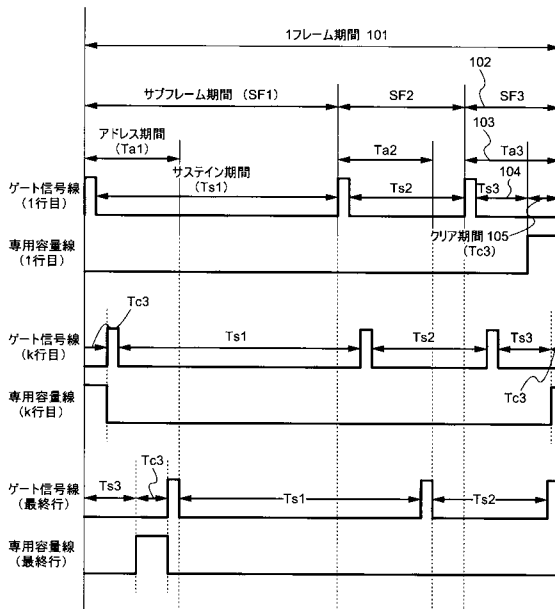 1フレーム期間 101
102
サブフレーム期間 (SF1)
SF2
SF3
103
アドレス期間
(Ta1)
Ta2
Ta3
サステイン期間
(Ts1)
104
Ts3
Ts2
ゲート信号線
(1行目)
クリア期間 105
(Tc3)
専用容量線
(1行目)
Tc3
Ts1
Ts2
Ts3
ゲート信号線
(k行目)
Tc3
専用容量線
(k行目)
Tc3
Ts3
Ts1
Ts2
ゲート信号線
(最終行)
専用容量線
(最終行)